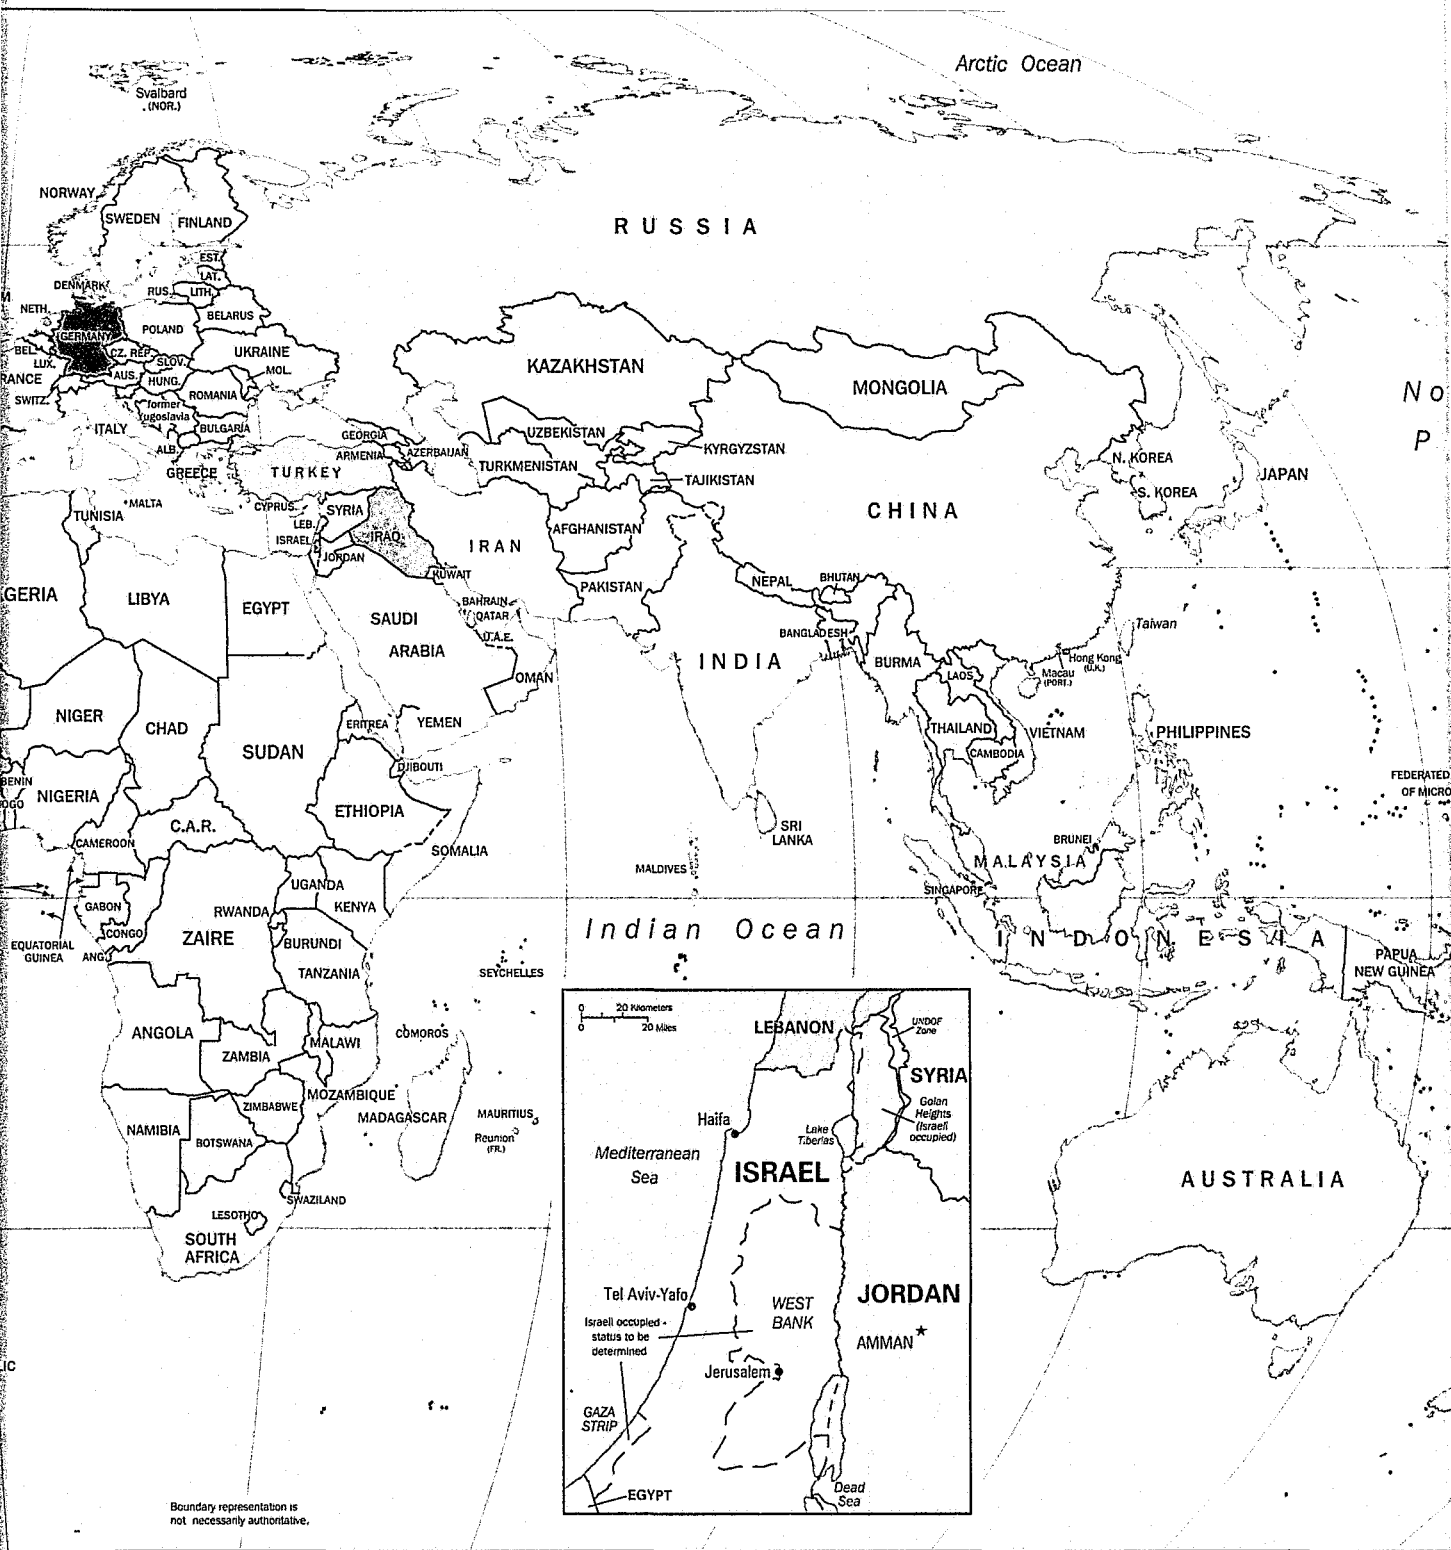 Arctic Ocean
Svalbard
(NOR.)
NORWAY
SWEDEN
FINLAND
RUSSIA
EST.
LAT.
RUS.
LITH.
DENMARK
NETH.
BELARUS
POLAND
GERMANY
BEL.
LUX.
CZ. REP.
SLOV.
UKRAINE
MOL.
RANCE
AUS.
HUNG.
ROMANIA
SWITZ.
former
Yugoslavia
ITALY
BULGARIA
ALB.
GREECE
TURKEY
GEORGIA
ARMENIA
AZERBAIJAN
KAZAKHSTAN
UZBEKISTAN
TURKMENISTAN
KYRGYZSTAN
TAJIKISTAN
MONGOLIA
CHINA
N. KOREA
S. KOREA
JAPAN
No
P
TUNISIA
MALTA
CYPRUS
SYRIA
LEB.
ISRAEL
IRAQ
JORDAN
IRAN
AFGHANISTAN
KUWAIT
PAKISTAN
NEPAL
BHUTAN
BANGLADESH
INDIA
BURMA
LAOS
THAILAND
CAMBODIA
VIETNAM
Taiwan
Hong Kong
(U.K.)
Macau
(PORT.)
PHILIPPINES
GERIA
LIBYA
EGYPT
SAUDI
ARABIA
BAHRAIN
QATAR
U.A.E.
OMAN
YEMEN
NIGER
CHAD
SUDAN
ERITREA
DJIBOUTI
ETHIOPIA
SOMALIA
BENIN
OGO
NIGERIA
CAMEROON
C.A.R.
SRI
LANKA
MALDIVES
FEDERATED
OF MICRO
BRUNEI
MALAYSIA
SINGAPORE
INDONESIA
PAPUA
NEW GUINEA
UGANDA
KENYA
RWANDA
BURUNDI
GABON
CONGO
ZAIRE
EQUATORIAL
GUINEA
ANG.
TANZANIA
SEYCHELLES
Indian Ocean
ANGOLA
ZAMBIA
MALAWI
COMOROS
MOZAMBIQUE
MADAGASCAR
MAURITIUS
Reunion
(FR.)
ZIMBABWE
NAMIBIA
BOTSWANA
SWAZILAND
LESOTHO
SOUTH
AFRICA
AUSTRALIA
0 20 Kilometers
0 20 Miles
LEBANON
UNDOF
Zone
SYRIA
Golan
Heights
(Israeli
occupied)
Haifa
Lake
Tiberias
Mediterranean
Sea
ISRAEL
Tel Aviv-Yafo
Israeli occupied -
status to be
determined
WEST
BANK
JORDAN
AMMAN
Jerusalem
GAZA
STRIP
EGYPT
Dead
Sea
LIC
Boundary representation is
not necessarily authoritative.